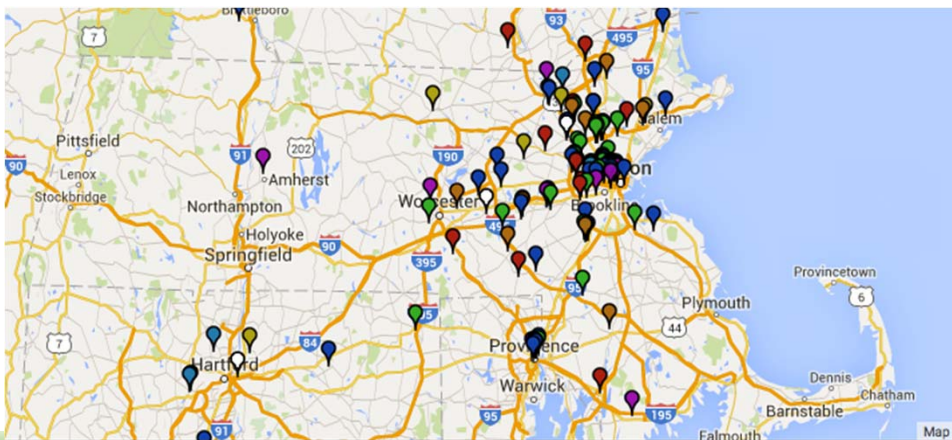 Brattleboro
7
93
495
95
Salem
Pittsfield
90
Lenox
Stockbridge
91
202
Amherst
Northampton
190
Worcester
Brookline
Holyoke
90
Springfield
395
95
Provincetown
6
Plymouth
44
7
84
Hartford
Providence
Warwick
95
195
Dennis
Barnstable
Chatham
91
Falmouth
Map